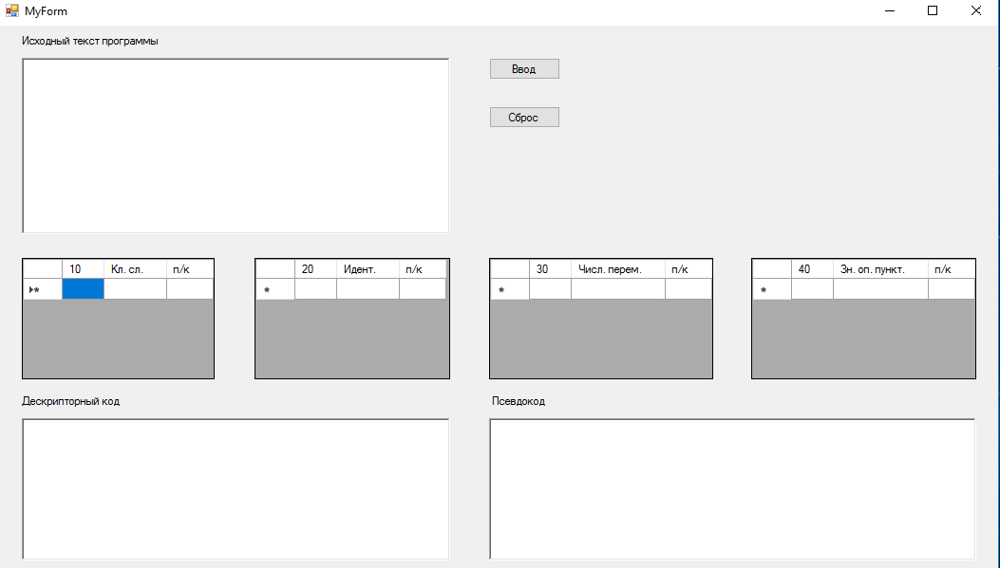 MyForm
Исходный текст программы
Ввод
Сброс
10 Кл. сл. п/к
20 Идент. п/к
30 Числ. перем. п/к
40 Зн. оп. пункт. п/к
Дескрипторный код
Псевдокод